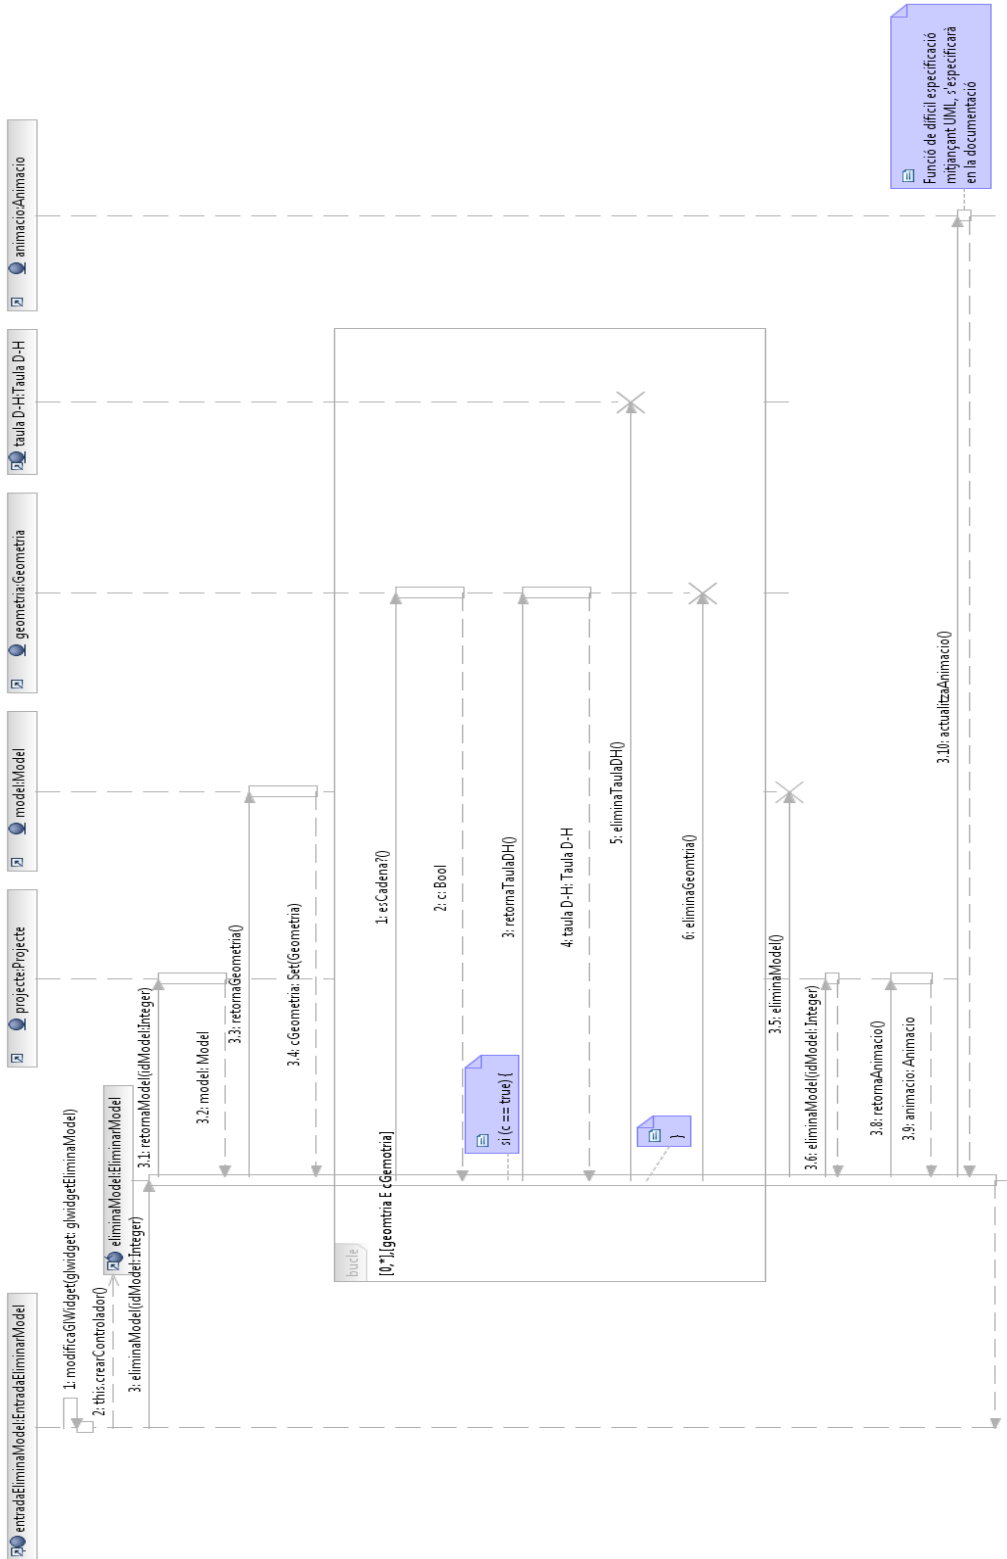 entradaEliminaModel:EntradaEliminarModel
projecte:Projecte
model:Model
geometria:Geometria
taula D-H:Taula D-H
animacio:Animacio
1: modificaGlWidget(glwidget: glwidgetEliminaModel)
2: this.crearControlador()
eliminaModel:EliminarModel
3: eliminaModel(idModel: Integer)
3.1: retornaModel(idModel:Integer)
3.2: model: Model
3.3: retornaGeometria()
3.4: cGeometria: Set(Geometria)
bucle
[0,*],[geomtria E cGemotria]
1: esCadena?()
2: c: Bool
si (c == true) {
3: retornaTaulaDH()
4: taula D-H: Taula D-H
5: eliminaTaulaDH()
}
6: eliminaGeomtria()
3.5: eliminaModel()
3.6: eliminaModel(idModel: Integer)
3.8: retornaAnimacio()
3.9: animacio: Animacio
3.10: actualitzaAnimacio()
Funció de difícil especificació
mitjançant UML, s'especificarà
en la documentació